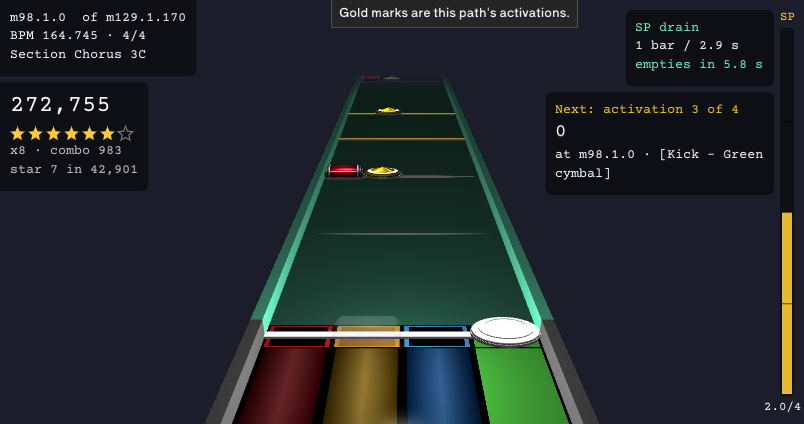 m98.1.0  of m129.1.170
BPM 164.745 · 4/4
Section Chorus 3C
Gold marks are this path's activations.
SP drain
1 bar / 2.9 s
empties in 5.8 s
SP
272,755
x8 · combo 983
star 7 in 42,901
Next: activation 3 of 4
0
at m98.1.0 · [Kick - Green
cymbal]
2.0/4